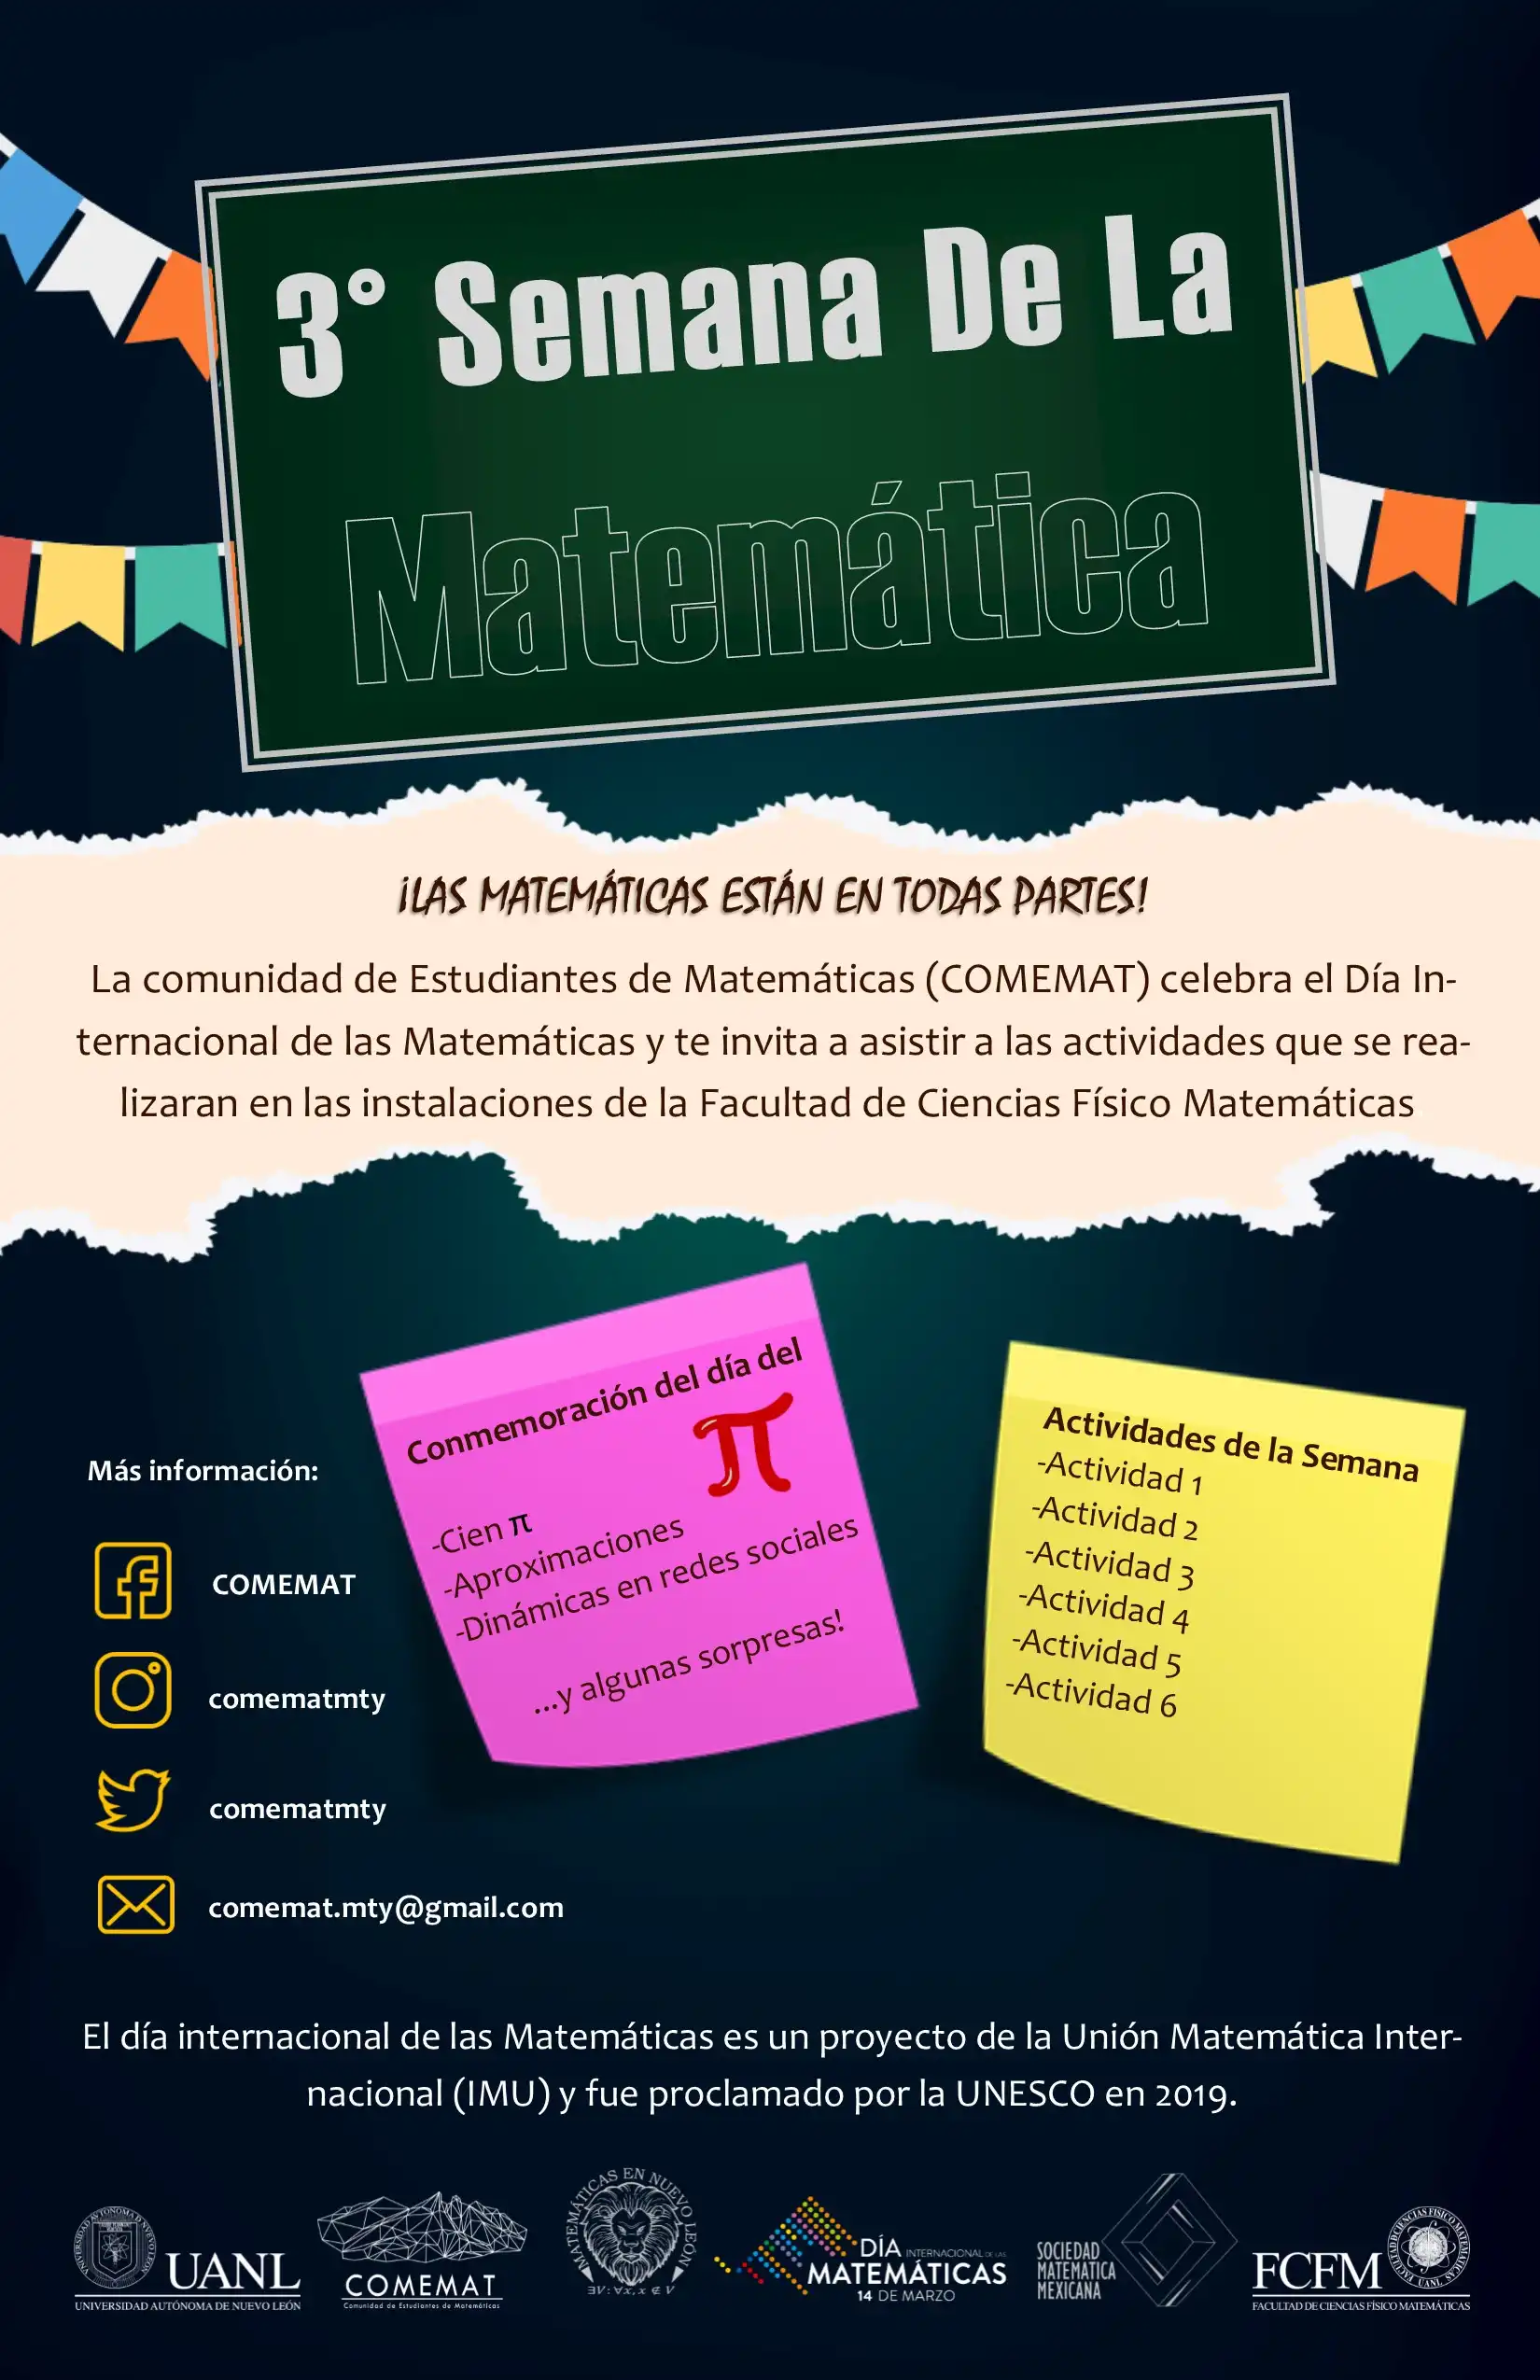 3° Semana De La
Matemática
¡LAS MATEMÁTICAS ESTÁN EN TODAS PARTES!
La comunidad de Estudiantes de Matemáticas (COMEMAT) celebra el Día In-
ternacional de las Matemáticas y te invita a asistir a las actividades que se rea-
lizaran en las instalaciones de la Facultad de Ciencias Físico Matemáticas
Conmemoración del día del
π
-Cien π
-Aproximaciones
-Dinámicas en redes sociales
...y algunas sorpresas!
Actividades de la Semana
-Actividad 1
-Actividad 2
-Actividad 3
-Actividad 4
-Actividad 5
-Actividad 6
Más información:
COMEMAT
comematmty
comematmty
comemat.mty@gmail.com
El día internacional de las Matemáticas es un proyecto de la Unión Matemática Inter-
nacional (IMU) y fue proclamado por la UNESCO en 2019.
UANL
UNIVERSIDAD AUTÓNOMA DE NUEVO LEÓN
COMEMAT
Comunidad de Estudiantes de Matemáticas
MATEMÁTICAS EN NUEVO LEÓN
∃V:∀x, x∉V
DÍA INTERNACIONAL DE LAS
MATEMÁTICAS
14 DE MARZO
SOCIEDAD
MATEMATICA
MEXICANA
FCFM
FACULTAD DE CIENCIAS FÍSICO MATEMÁTICAS